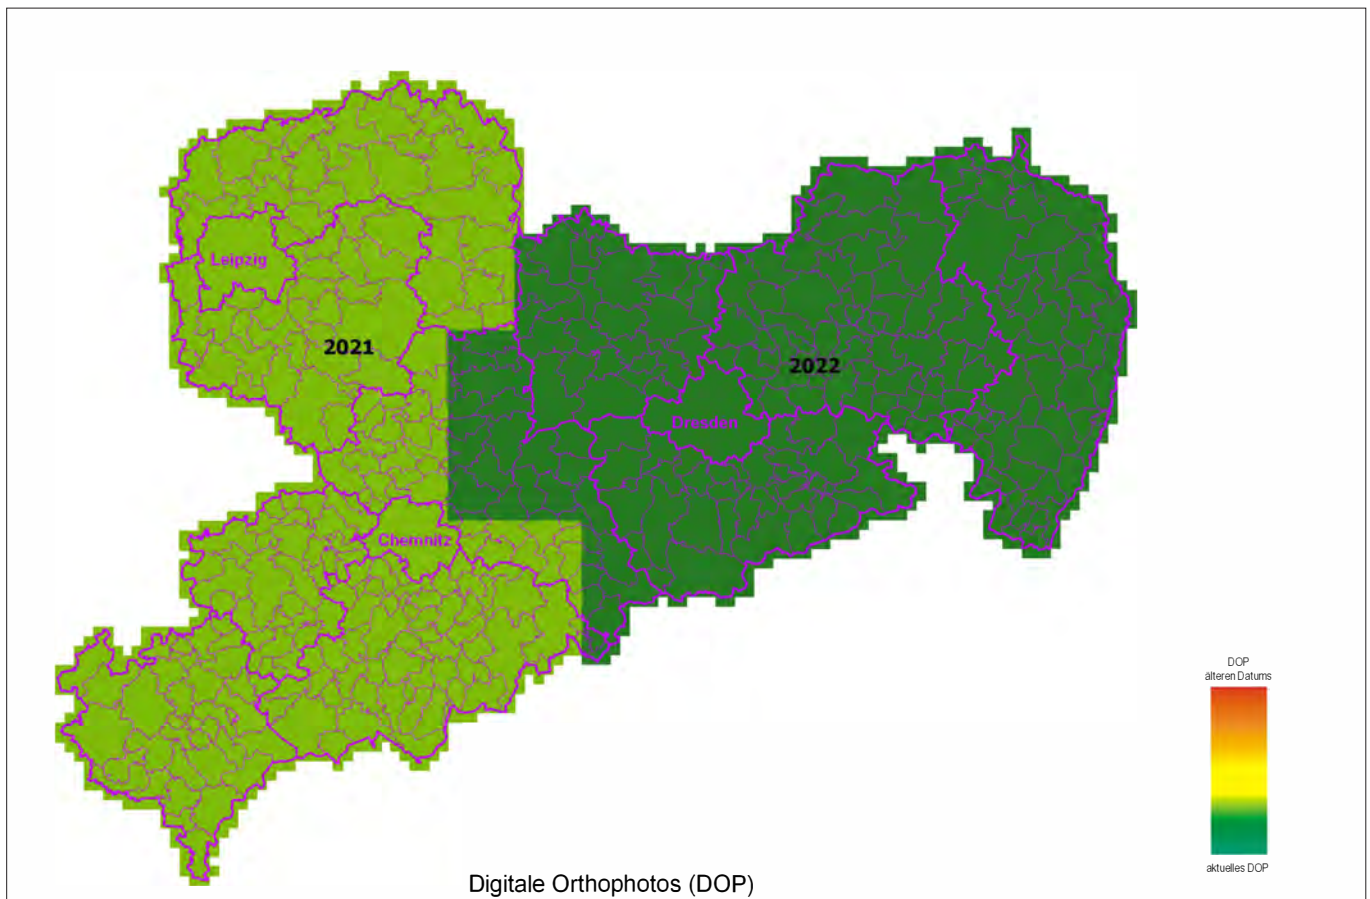 Leipzig
2021
2022
Dresden
Chemnitz
DOP
älteren Datums
aktuelles DOP
Digitale Orthophotos (DOP)